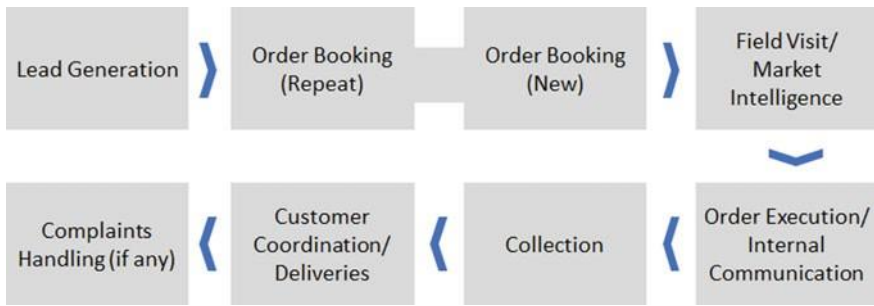 Lead Generation
Order Booking
(Repeat)
Order Booking
(New)
Field Visit/
Market
Intelligence
Complaints
Handling (if any)
Customer
Coordination/
Deliveries
Collection
Order Execution/
Internal
Communication